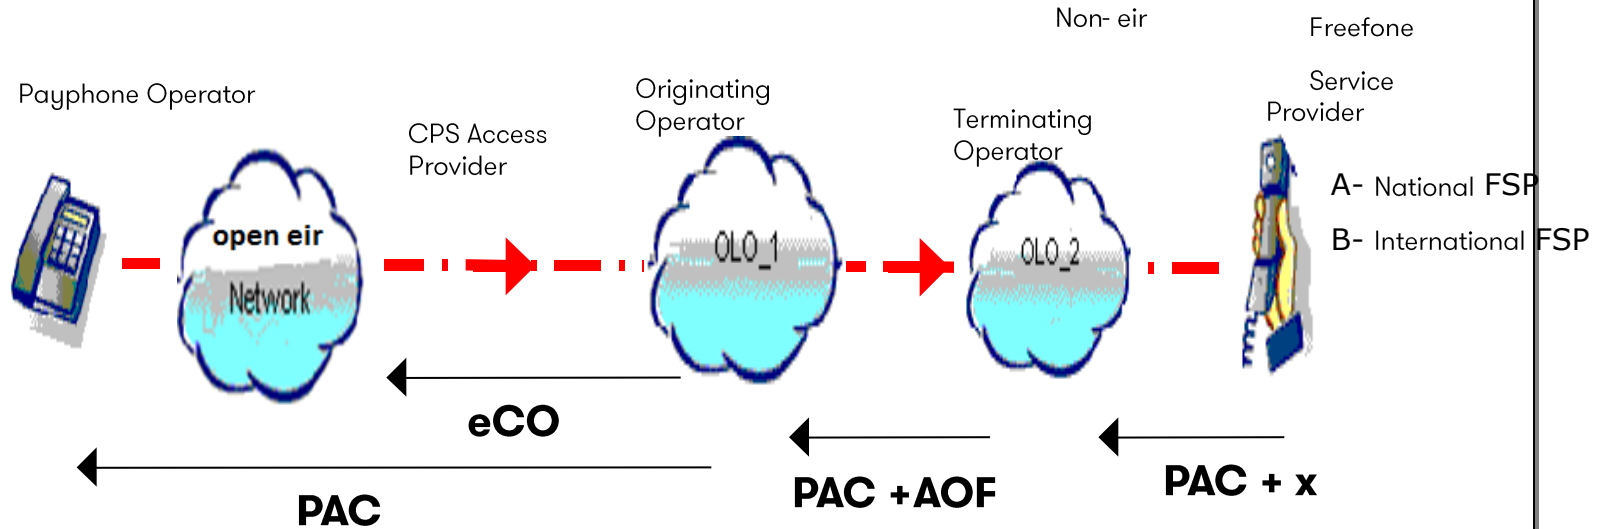 Non- eir
Freefone
Payphone Operator
Originating
Operator
Service
Provider
CPS Access
Provider
Terminating
Operator
A- National FSP
B- International FSP
open eir
Network
OLO_1
OLO_2
eCO
PAC +AOF
PAC + x
PAC